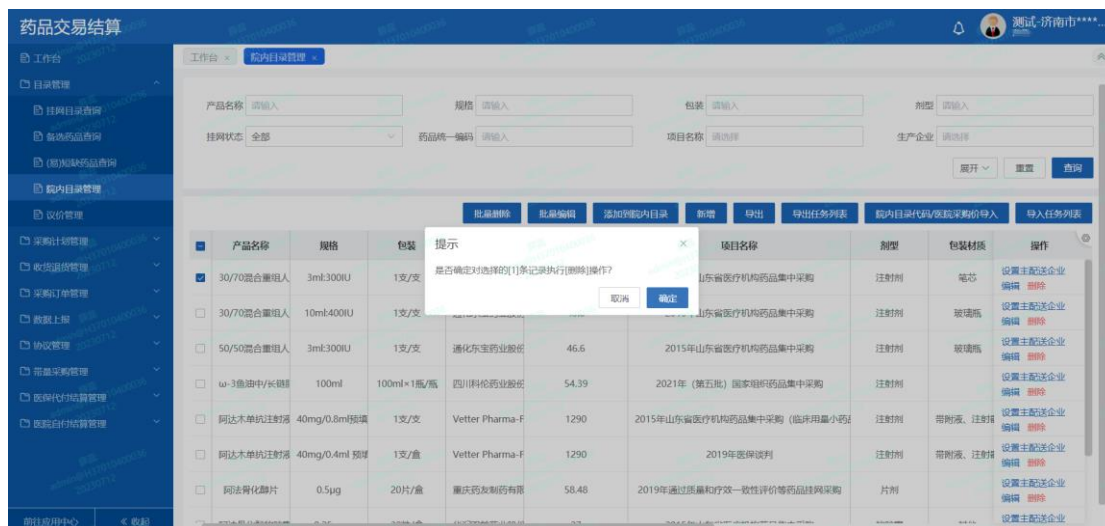 药品交易结算
测试-济南市****...
工作台
目录管理
挂网目录查询
备选药品查询
(易)短缺药品查询
院内目录管理
议价管理
采购计划管理
收货退货管理
采购订单管理
数据上报
协议管理
带量采购管理
医保代付结算管理
医院自付结算管理
前往应用中心 << 收起
工作台 × 院内目录管理 ×
产品名称 请输入 规格 请输入 包装 请输入 剂型 请输入
挂网状态 全部 药品统一编码 请输入 项目名称 请选择 生产企业 请选择
展开 重置 查询
批量删除 批量编辑 添加到院内目录 新增 导出 导出任务列表 院内目录代码/医院采购价导入 导入任务列表
产品名称 规格 包装 项目名称 剂型 包装材质 操作
提示 ×
是否确定对选择的[1]条记录执行[删除]操作?
取消 确定
30/70混合重组人 3ml:300IU 1支/支 山东省医疗机构药品集中采购 注射剂 笔芯 设置主配送企业 编辑 删除
30/70混合重组人 10ml:400IU 1支/支 山东省医疗机构药品集中采购 注射剂 玻璃瓶 设置主配送企业 编辑 删除
50/50混合重组人 3ml:300IU 1支/支 通化东宝药业股份 46.6 2015年山东省医疗机构药品集中采购 注射剂 玻璃瓶 设置主配送企业 编辑 删除
ω-3鱼油中/长链脂 100ml 100ml×1瓶/瓶 四川科伦药业股份 54.39 2021年（第五批）国家组织药品集中采购 注射剂 设置主配送企业 编辑 删除
阿达木单抗注射液 40mg/0.8ml预填 1支/支 Vetter Pharma-F 1290 2015年山东省医疗机构药品集中采购（临床用量小药品 注射剂 带附液、注射器 设置主配送企业 编辑 删除
阿达木单抗注射液 40mg/0.4ml 预填 1支/盒 Vetter Pharma-F 1290 2019年医保谈判 注射剂 带附液、注射器 设置主配送企业 编辑 删除
阿法骨化醇片 0.5μg 20片/盒 重庆药友制药有限 58.48 2019年通过质量和疗效一致性评价等药品挂网采购 片剂 设置主配送企业 编辑 删除
设置主配送企业